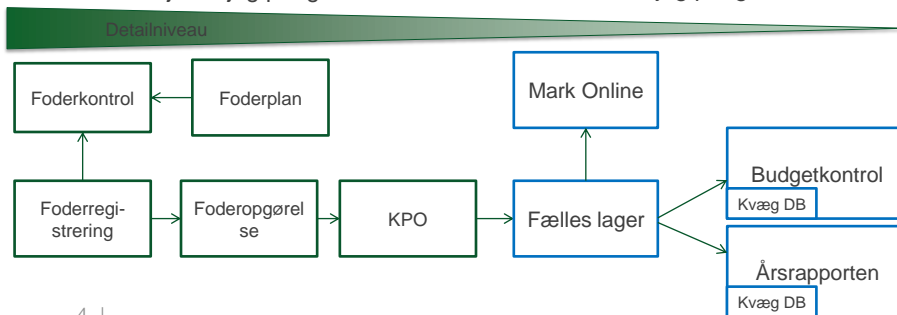 Detailniveau
Foderkontrol
Foderplan
Mark Online
Foderregi-
strering
Foderopgørel
se
KPO
Fælles lager
Budgetkontrol
Kvæg DB
Årsrapporten
Kvæg DB
4 |